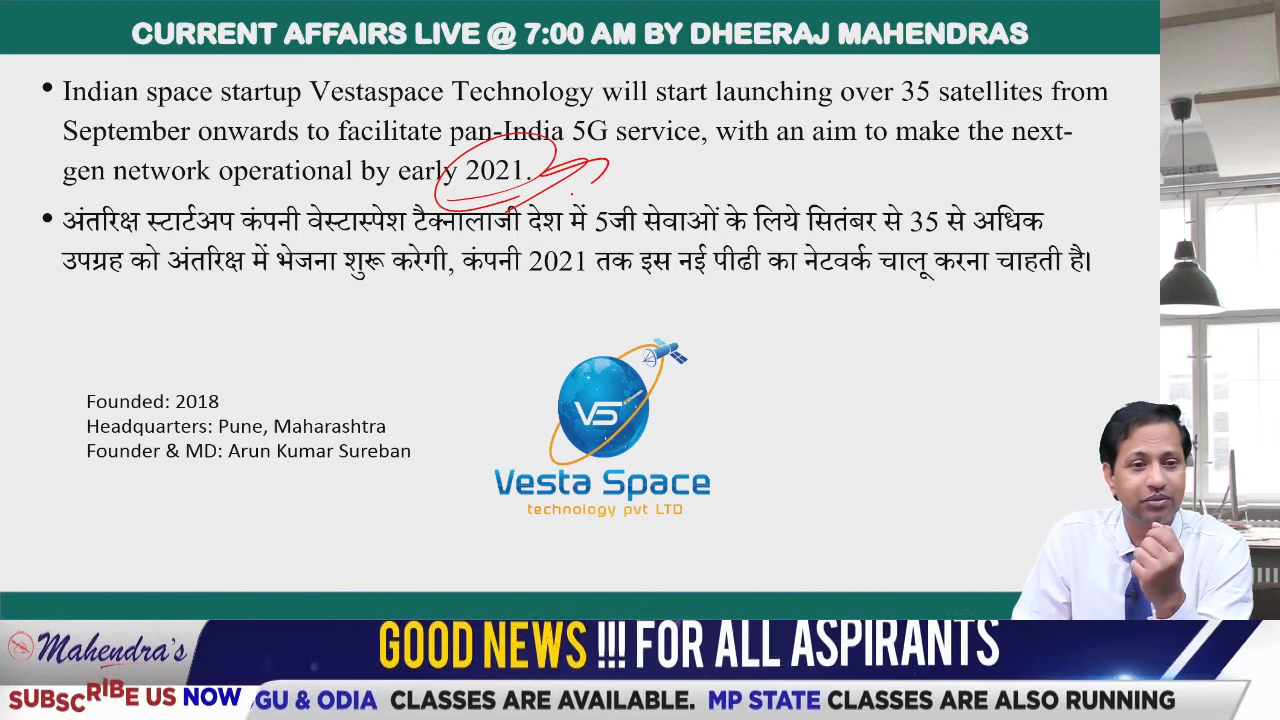 CURRENT AFFAIRS LIVE @ 7:00 AM BY DHEERAJ MAHENDRAS
• Indian space startup Vestaspace Technology will start launching over 35 satellites from
September onwards to facilitate pan-India 5G service, with an aim to make the next-
gen network operational by early 2021.
• अंतरिक्ष स्टार्टअप कंपनी वेस्टास्पेश टैक्नालाजी देश में 5जी सेवाओं के लिये सितंबर से 35 से अधिक
उपग्रह को अंतरिक्ष में भेजना शुरू करेगी, कंपनी 2021 तक इस नई पीढी का नेटवर्क चालू करना चाहती है।
Founded: 2018
Headquarters: Pune, Maharashtra
Founder & MD: Arun Kumar Sureban
VS
Vesta Space
technology pvt LTD
Mahendra's
GOOD NEWS !!! FOR ALL ASPIRANTS
SUBSCRIBE US NOW
GU & ODIA CLASSES ARE AVAILABLE. MP STATE CLASSES ARE ALSO RUNNING